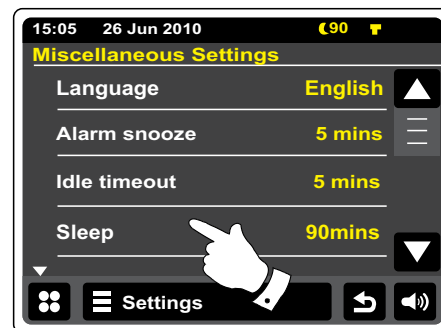 15:05 26 Jun 2010 90
Miscellaneous Settings
Language English
Alarm snooze 5 mins
Idle timeout 5 mins
Sleep 90mins
Settings